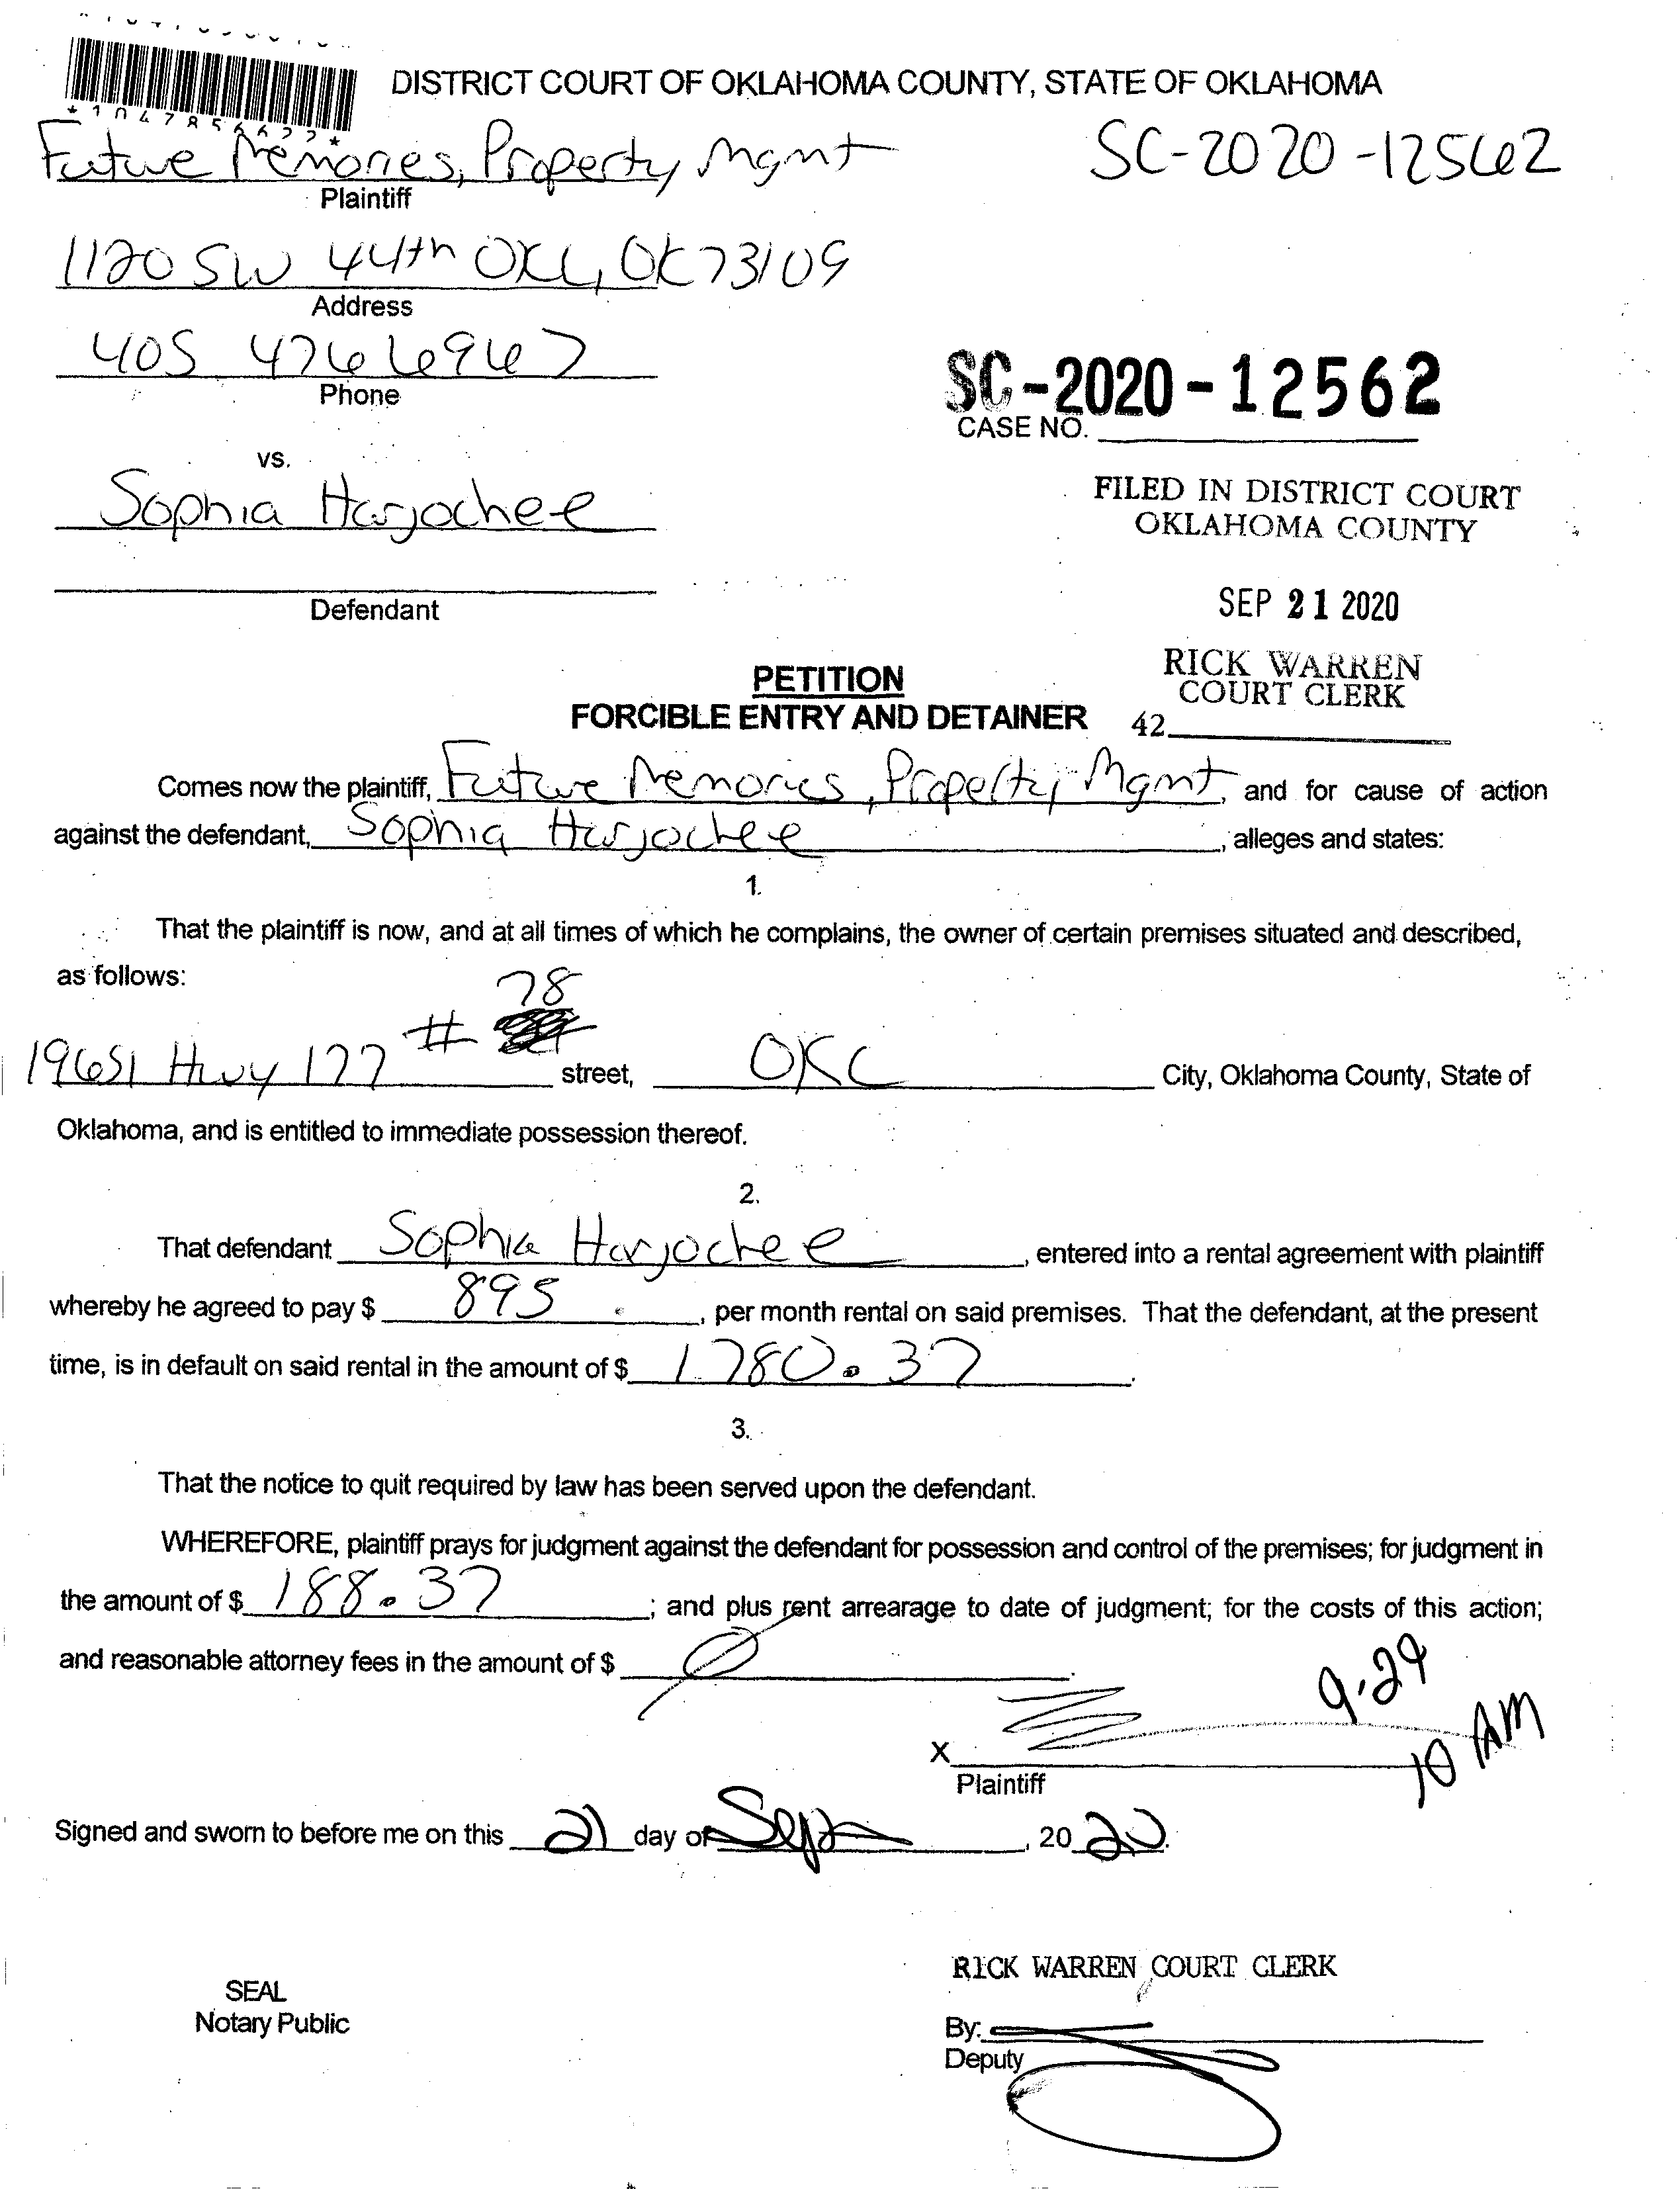 *1047856622*
DISTRICT COURT OF OKLAHOMA COUNTY, STATE OF OKLAHOMA
Future Memories, Property Mgmt
SC-2020-12562
Plaintiff
1120 SW 44th OKC, OK 73109
Address
405 476 6967
Phone
SC-2020-12562
CASE NO.
vs.
Sophia Harjochee
FILED IN DISTRICT COURT
OKLAHOMA COUNTY
Defendant
SEP 21 2020
RICK WARREN
COURT CLERK
42
PETITION
FORCIBLE ENTRY AND DETAINER
Comes now the plaintiff, Future Memories, Property Mgmt, and for cause of action
against the defendant, Sophia Harjochee, alleges and states:
1.
That the plaintiff is now, and at all times of which he complains, the owner of certain premises situated and described,
as follows:
19651 Hwy 177 # 78 street, OKC City, Oklahoma County, State of
Oklahoma, and is entitled to immediate possession thereof.
2.
That defendant Sophia Harjochee, entered into a rental agreement with plaintiff
whereby he agreed to pay $ 895., per month rental on said premises. That the defendant, at the present
time, is in default on said rental in the amount of $ 1780.37.
3.
That the notice to quit required by law has been served upon the defendant.
WHEREFORE, plaintiff prays for judgment against the defendant for possession and control of the premises; for judgment in
the amount of $ 188.37; and plus rent arrearage to date of judgment; for the costs of this action;
and reasonable attorney fees in the amount of $ Ø.
9.29
10 AM
X
Plaintiff
Signed and sworn to before me on this 21 day of Sept, 2020.
RICK WARREN COURT CLERK
SEAL
Notary Public
By:
Deputy